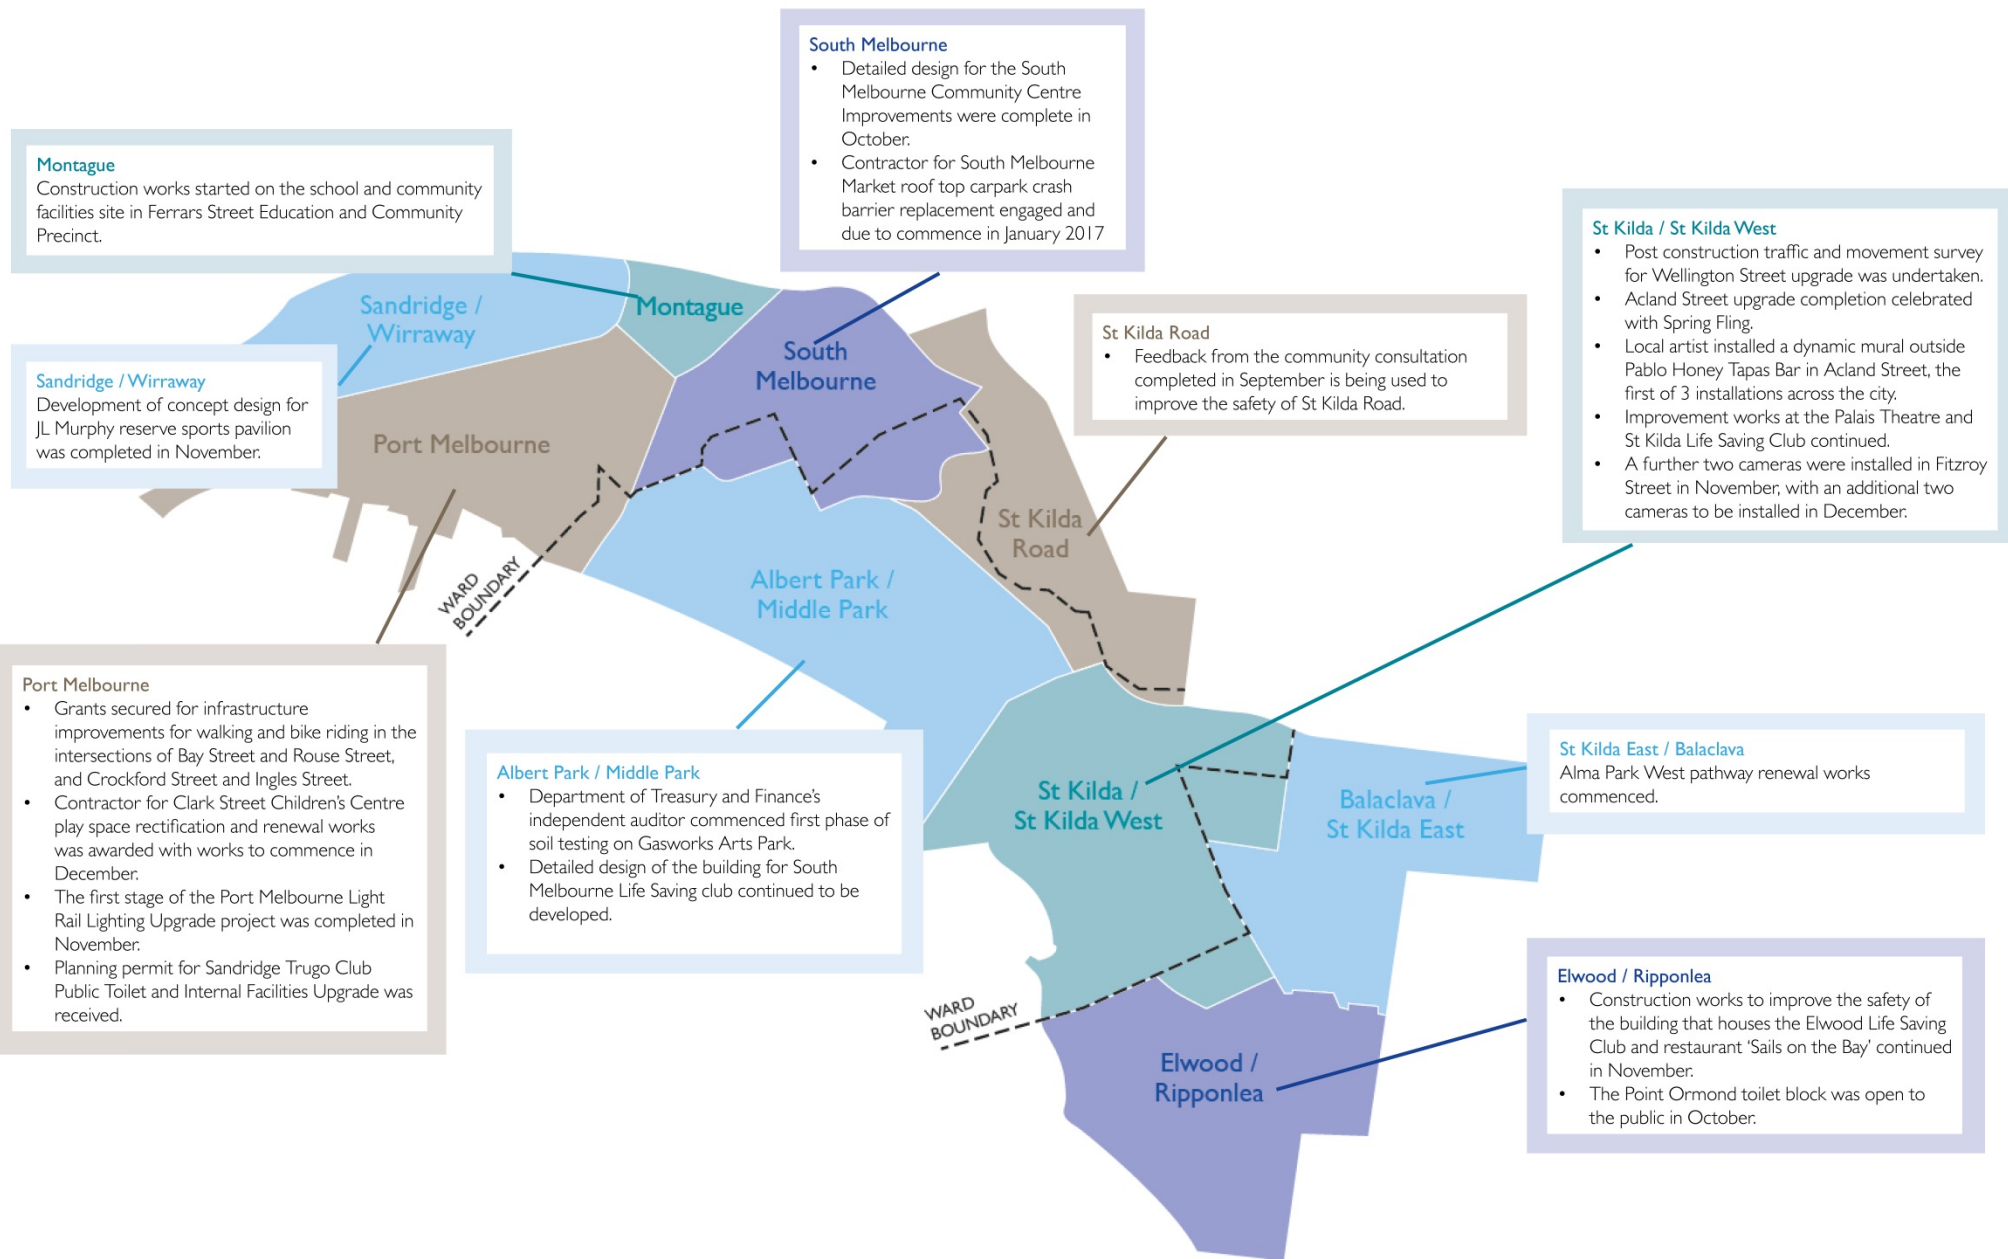 South Melbourne
• Detailed design for the South
Melbourne Community Centre
Improvements were complete in
October.
• Contractor for South Melbourne
Market roof top carpark crash
barrier replacement engaged and
due to commence in January 2017
Montague
Construction works started on the school and community
facilities site in Ferrars Street Education and Community
Precinct.
St Kilda / St Kilda West
• Post construction traffic and movement survey
for Wellington Street upgrade was undertaken.
• Acland Street upgrade completion celebrated
with Spring Fling.
• Local artist installed a dynamic mural outside
Pablo Honey Tapas Bar in Acland Street, the
first of 3 installations across the city.
• Improvement works at the Palais Theatre and
St Kilda Life Saving Club continued.
• A further two cameras were installed in Fitzroy
Street in November, with an additional two
cameras to be installed in December.
Sandridge /
Wirraway
Montague
South
Melbourne
St Kilda Road
• Feedback from the community consultation
completed in September is being used to
improve the safety of St Kilda Road.
Sandridge / Wirraway
Development of concept design for
JL Murphy reserve sports pavilion
was completed in November.
Port Melbourne
St Kilda
Road
WARD
BOUNDARY
Albert Park /
Middle Park
Port Melbourne
• Grants secured for infrastructure
improvements for walking and bike riding in the
intersections of Bay Street and Rouse Street,
and Crockford Street and Ingles Street.
• Contractor for Clark Street Children's Centre
play space rectification and renewal works
was awarded with works to commence in
December.
• The first stage of the Port Melbourne Light
Rail Lighting Upgrade project was completed in
November.
• Planning permit for Sandridge Trugo Club
Public Toilet and Internal Facilities Upgrade was
received.
Albert Park / Middle Park
• Department of Treasury and Finance's
independent auditor commenced first phase of
soil testing on Gasworks Arts Park.
• Detailed design of the building for South
Melbourne Life Saving club continued to be
developed.
St Kilda /
St Kilda West
Balaclava /
St Kilda East
St Kilda East / Balaclava
Alma Park West pathway renewal works
commenced.
WARD
BOUNDARY
Elwood /
Ripponlea
Elwood / Ripponlea
• Construction works to improve the safety of
the building that houses the Elwood Life Saving
Club and restaurant ‘Sails on the Bay’ continued
in November.
• The Point Ormond toilet block was open to
the public in October.